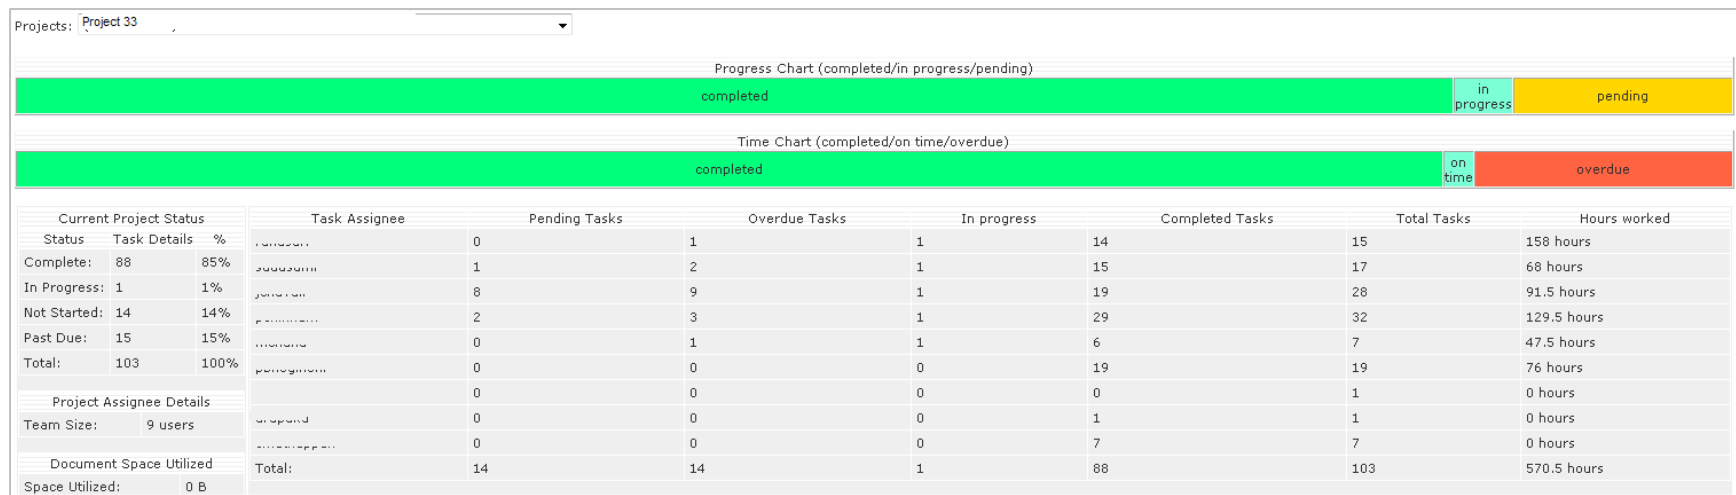 Projects: Project 33
Progress Chart (completed/in progress/pending)
completed in progress pending
Time Chart (completed/on time/overdue)
completed on time overdue
Current Project Status
Status Task Details %
Complete: 88 85%
In Progress: 1 1%
Not Started: 14 14%
Past Due: 15 15%
Total: 103 100%
Project Assignee Details
Team Size: 9 users
Document Space Utilized
Space Utilized: 0 B
Task Assignee Pending Tasks Overdue Tasks In progress Completed Tasks Total Tasks Hours worked
0 1 1 14 15 158 hours
1 2 1 15 17 68 hours
8 9 1 19 28 91.5 hours
2 3 1 29 32 129.5 hours
0 1 1 6 7 47.5 hours
0 0 0 19 19 76 hours
0 0 0 0 1 0 hours
0 0 0 1 1 0 hours
0 0 0 7 7 0 hours
Total: 14 14 1 88 103 570.5 hours